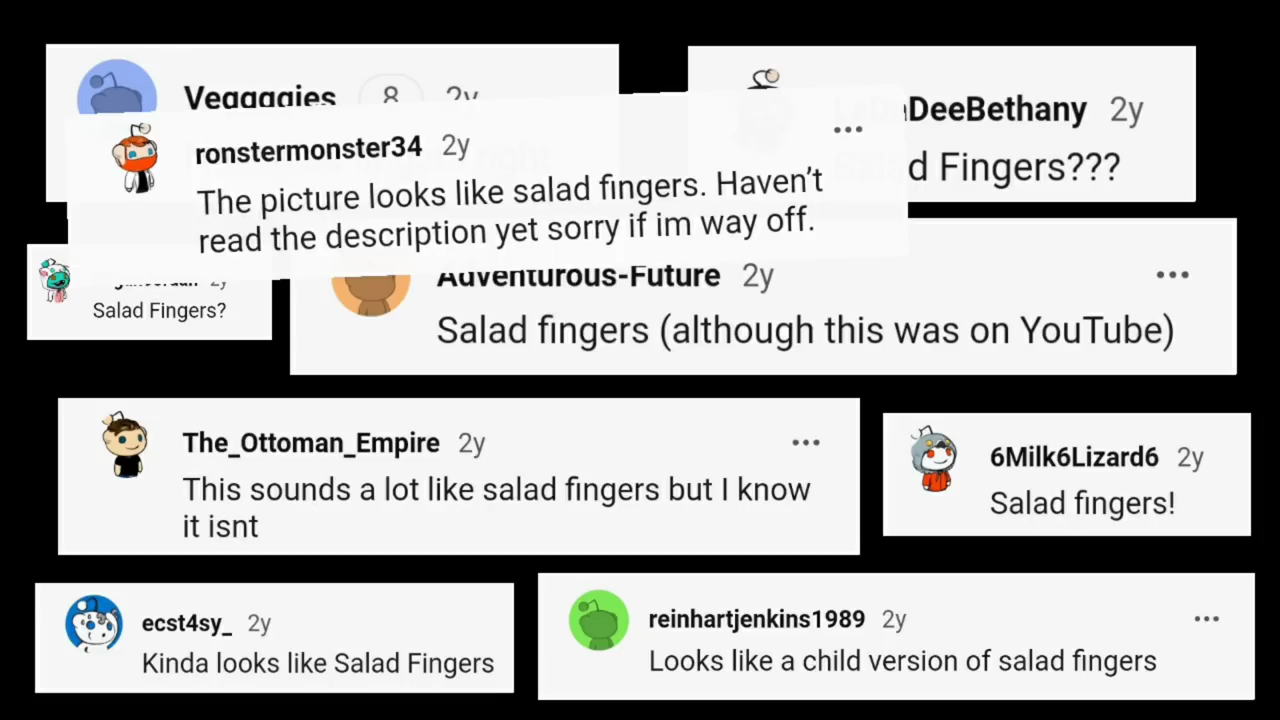 Veggggies 8 2y
ronstermonster34 2y
The picture looks like salad fingers. Haven’t
read the description yet sorry if im way off.
DeeBethany 2y
d Fingers???
2y
Salad Fingers?
Adventurous-Future 2y
Salad fingers (although this was on YouTube)
The_Ottoman_Empire 2y
This sounds a lot like salad fingers but I know
it isnt
6Milk6Lizard6 2y
Salad fingers!
ecst4sy_ 2y
Kinda looks like Salad Fingers
reinhartjenkins1989 2y
Looks like a child version of salad fingers